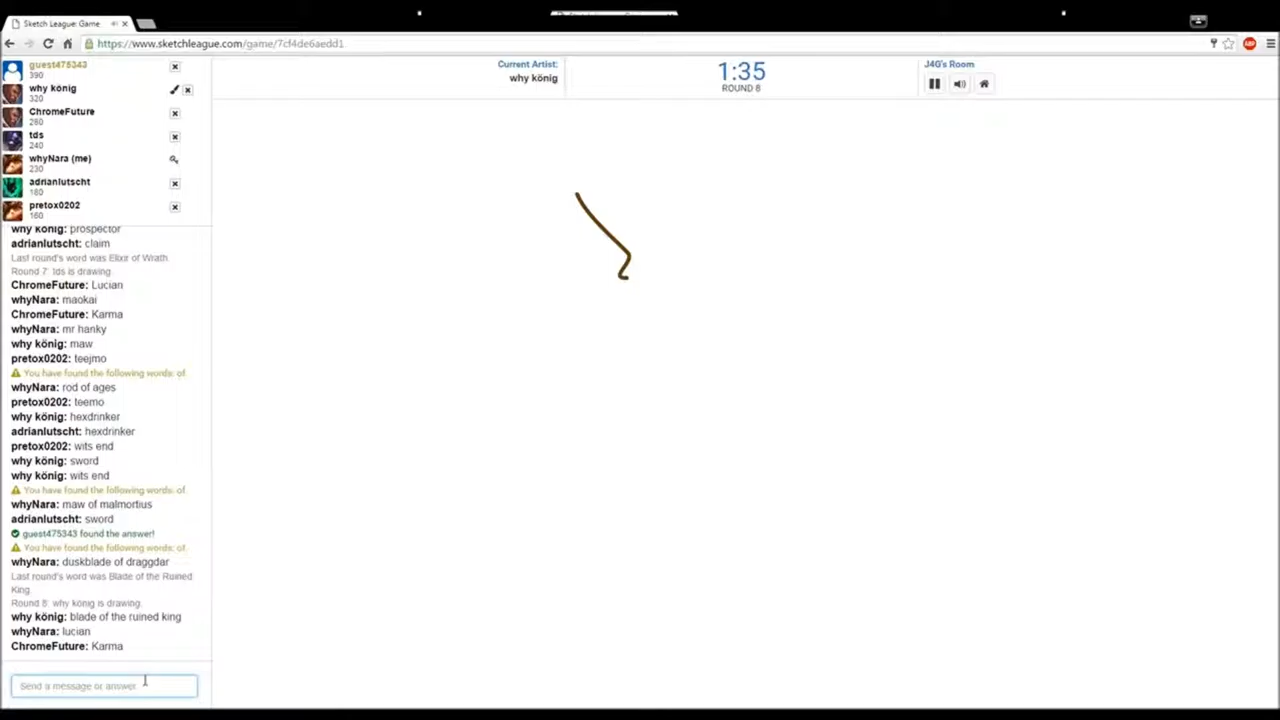 Sketch League: Game
https://www.sketchleague.com/game/7cf4de6aedd1
guest475343
390
why könig
320
ChromeFuture
260
tds
240
whyNara (me)
230
adrianlutscht
180
pretox0202
160
Current Artist:
why könig
1:35
ROUND 8
J4G's Room
why könig: prospector
adrianlutscht: claim
Last round's word was Elixir of Wrath.
Round 7: tds is drawing.
ChromeFuture: Lucian
whyNara: maokai
ChromeFuture: Karma
whyNara: mr hanky
why könig: maw
pretox0202: teejmo
You have found the following words: of.
whyNara: rod of ages
pretox0202: teemo
why könig: hexdrinker
adrianlutscht: hexdrinker
pretox0202: wits end
why könig: sword
why könig: wits end
You have found the following words: of.
whyNara: maw of malmortius
adrianlutscht: sword
guest475343 found the answer!
You have found the following words: of.
whyNara: duskblade of draggdar
Last round's word was Blade of the Ruined
King.
Round 8: why könig is drawing.
why könig: blade of the ruined king
whyNara: lucian
ChromeFuture: Karma
Send a message or answer.